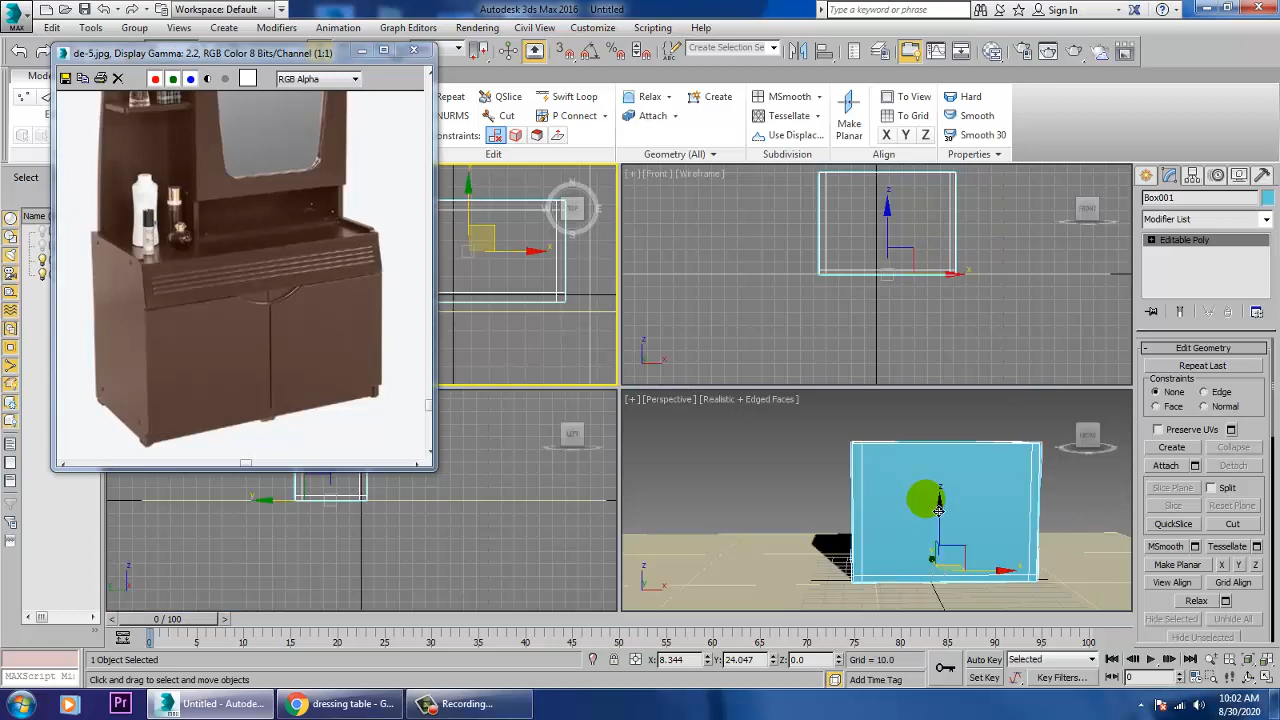 Workspace: Default
Autodesk 3ds Max 2016 Untitled
Type a keyword or phrase
Sign In
MAX
Edit Tools Group Views Create Modifiers Animation Graph Editors Rendering Civil View Customize Scripting Help
de-5.jpg, Display Gamma: 2.2, RGB Color 8 Bits/Channel (1:1)
Create Selection Se
RGB Alpha
Repeat QSlice Swift Loop
NURMS Cut P Connect
Constraints:
Edit
Relax Create
Attach
Geometry (All)
MSmooth
Tessellate
Use Displac...
Subdivision
Make Planar
To View
To Grid
X Y Z
Align
Hard
Smooth
Smooth 30
Properties
Select
[+] [Front] [Wireframe]
FRONT
TOP
LEFT
[+] [Perspective] [Realistic + Edged Faces]
Box001
Modifier List
Editable Poly
Edit Geometry
Repeat Last
Constraints
None Edge
Face Normal
Preserve UVs
Create Collapse
Attach Detach
Slice Plane Split
Slice Reset Plane
QuickSlice Cut
MSmooth Tessellate
Make Planar X Y Z
View Align Grid Align
Relax
Hide Selected Unhide All
Hide Unselected
0 / 100
0 5 10 15 20 25 30 35 40 45 50 55 60 65 70 75 80 85 90 95 100
1 Object Selected
X: 8.344 Y: 24.047 Z: 0.0 Grid = 10.0
Auto Key Selected
MAXScript Mi
Click and drag to select and move objects
Add Time Tag
Set Key Key Filters...
0
Untitled - Autode...
dressing table - G...
Recording...
10:02 AM
8/30/2020